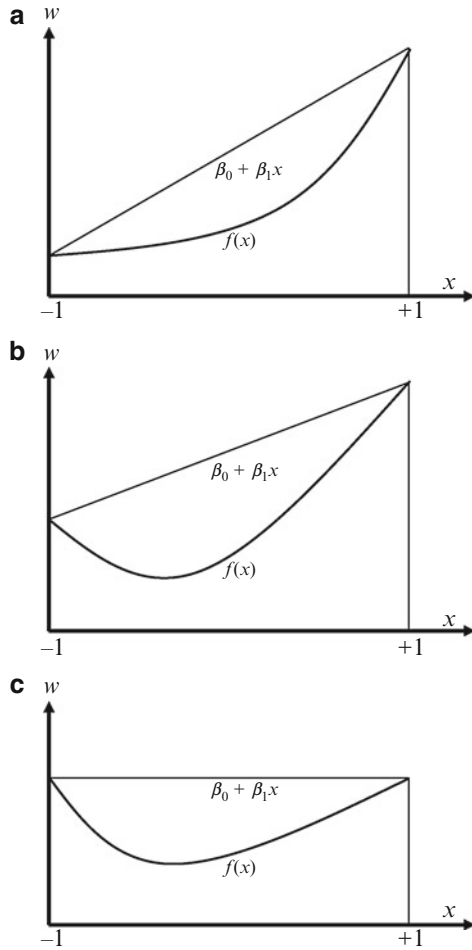 a
w
β₀ + β₁x
f(x)
x
–1 +1
b
w
β₀ + β₁x
f(x)
x
–1 +1
c
w
β₀ + β₁x
f(x)
x
–1 +1